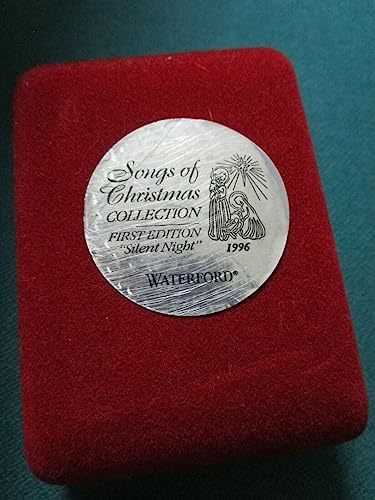 Songs of
Christmas
COLLECTION
FIRST EDITION
"Silent Night"
1996
WATERFORD®